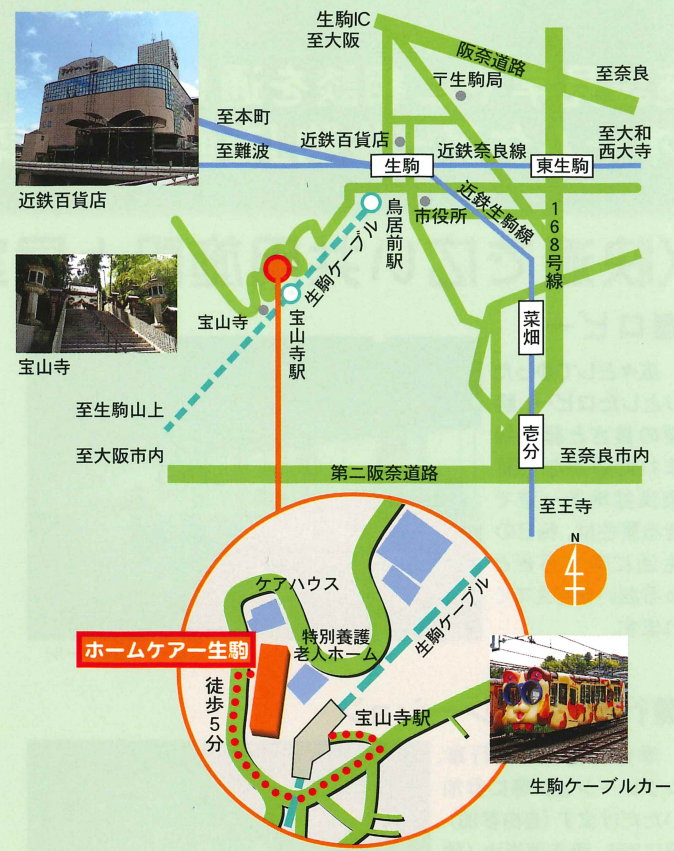 生駒IC
至大阪
阪奈道路
至奈良
〒生駒局
至本町
近鉄百貨店
至難波
生駒
近鉄奈良線
東生駒
至大和
西大寺
近鉄百貨店
近鉄生駒線
市役所
168号線
鳥居前駅
生駒ケーブル
宝山寺
宝山寺駅
宝山寺
菜畑
至生駒山上
至大阪市内
壱分
至奈良市内
第二阪奈道路
至王寺
N
ケアハウス
特別養護
老人ホーム
生駒ケーブル
ホームケアー生駒
徒歩5分
宝山寺駅
生駒ケーブルカー